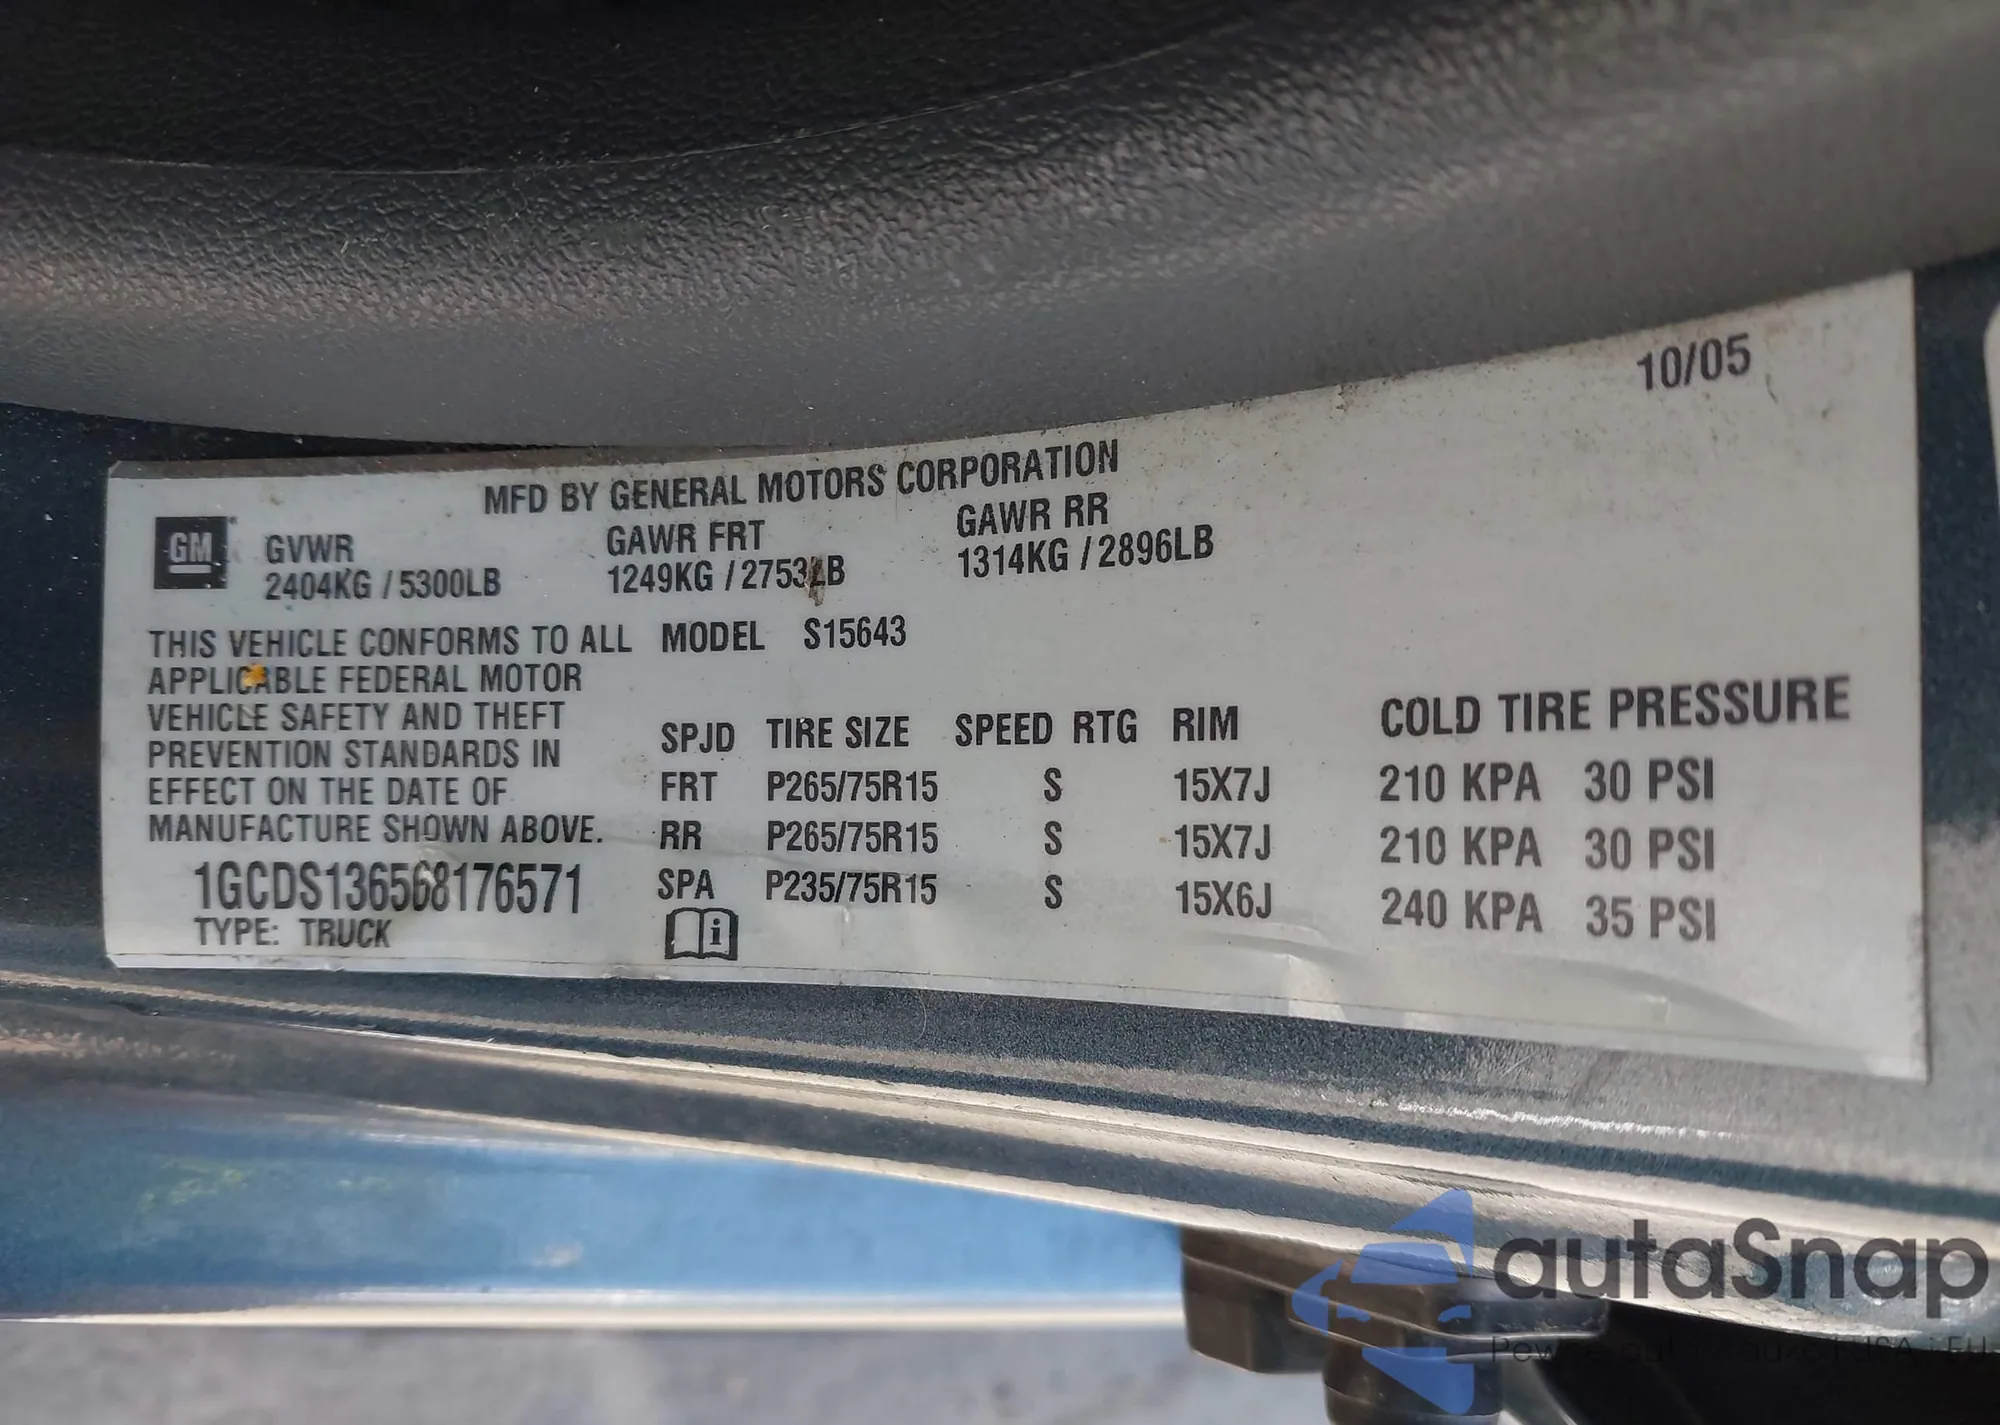 10/05
MFD BY GENERAL MOTORS CORPORATION
GM GVWR GAWR FRT GAWR RR
2404KG / 5300LB 1249KG / 2753LB 1314KG / 2896LB
THIS VEHICLE CONFORMS TO ALL MODEL S15643
APPLICABLE FEDERAL MOTOR
VEHICLE SAFETY AND THEFT
PREVENTION STANDARDS IN
EFFECT ON THE DATE OF
MANUFACTURE SHOWN ABOVE.
1GCDS136568176571
TYPE: TRUCK
SPJD TIRE SIZE SPEED RTG RIM COLD TIRE PRESSURE
FRT P265/75R15 S 15X7J 210 KPA 30 PSI
RR P265/75R15 S 15X7J 210 KPA 30 PSI
SPA P235/75R15 S 15X6J 240 KPA 35 PSI
i
autaSnap